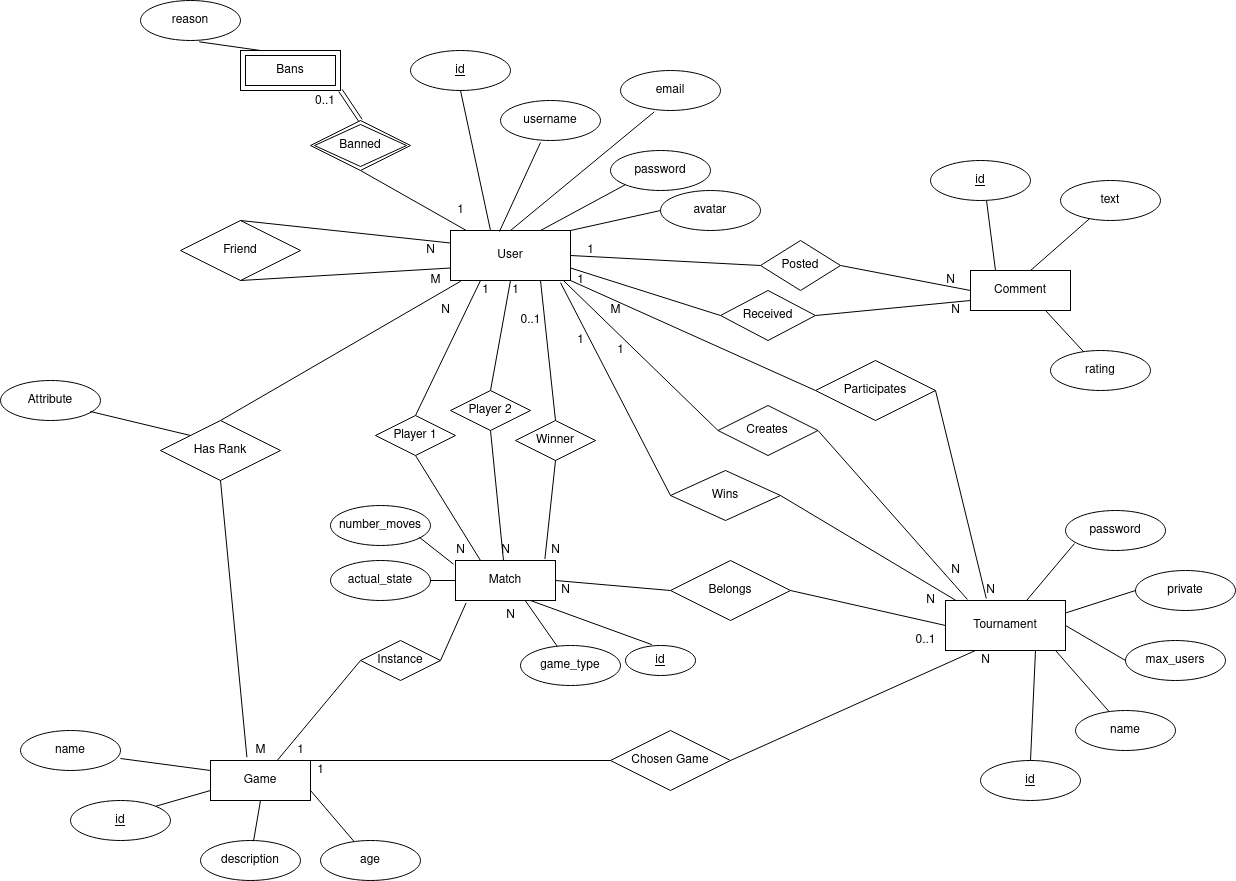 reason
Bans
id
email
0..1
username
Banned
password
id
text
avatar
1
Friend
N
User
1
Posted
M
1
1
1
N
Comment
N
0..1
M
Received
N
1
1
rating
Participates
Attribute
Has Rank
Player 1
Player 2
Winner
Creates
Wins
number_moves
password
N
N
N
actual_state
Match
N
Belongs
N
N
N
private
N
Tournament
0..1
Instance
game_type
id
N
max_users
name
M
1
name
1
Chosen Game
Game
id
id
description
age